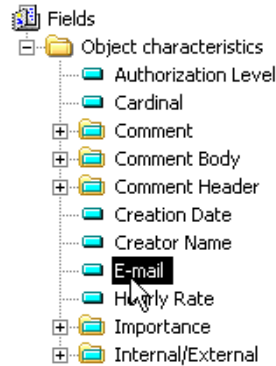 Fields
Object characteristics
Authorization Level
Cardinal
Comment
Comment Body
Comment Header
Creation Date
Creator Name
E-mail
Hourly Rate
Importance
Internal/External